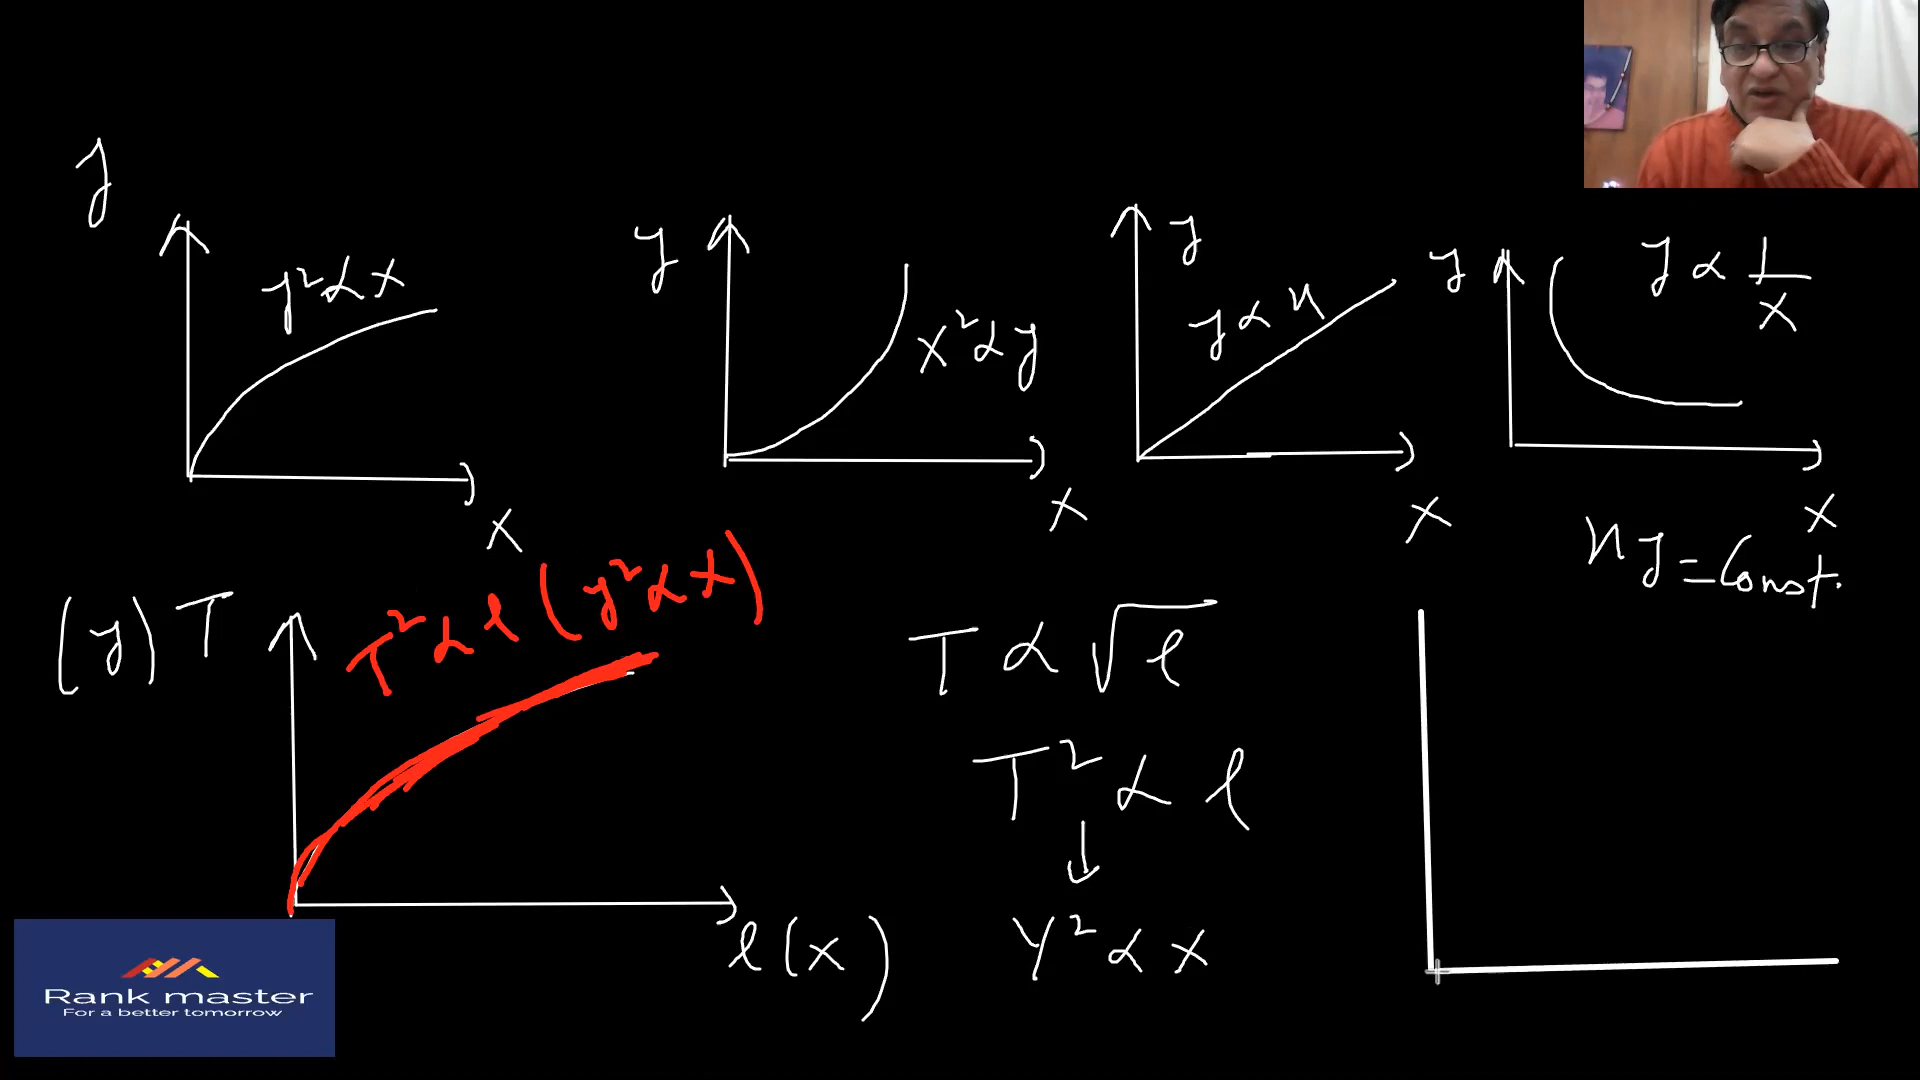 y
y² ∝ x
x
y
x² ∝ y
x
y
y ∝ x
x
y
y ∝ 1/x
x
xy = Const.
(y) T
T² ∝ l (y² ∝ x)
l (x)
T ∝ √l
T² ∝ l
↓
Y² ∝ x
Rank master
For a better tomorrow